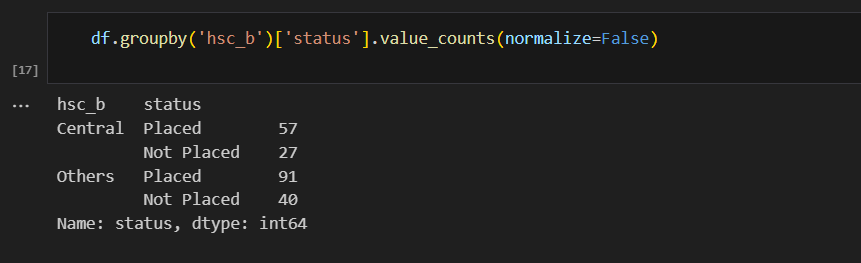 df.groupby('hsc_b')['status'].value_counts(normalize=False)
[17]
... hsc_b    status
Central  Placed        57
         Not Placed    27
Others   Placed        91
         Not Placed    40
Name: status, dtype: int64